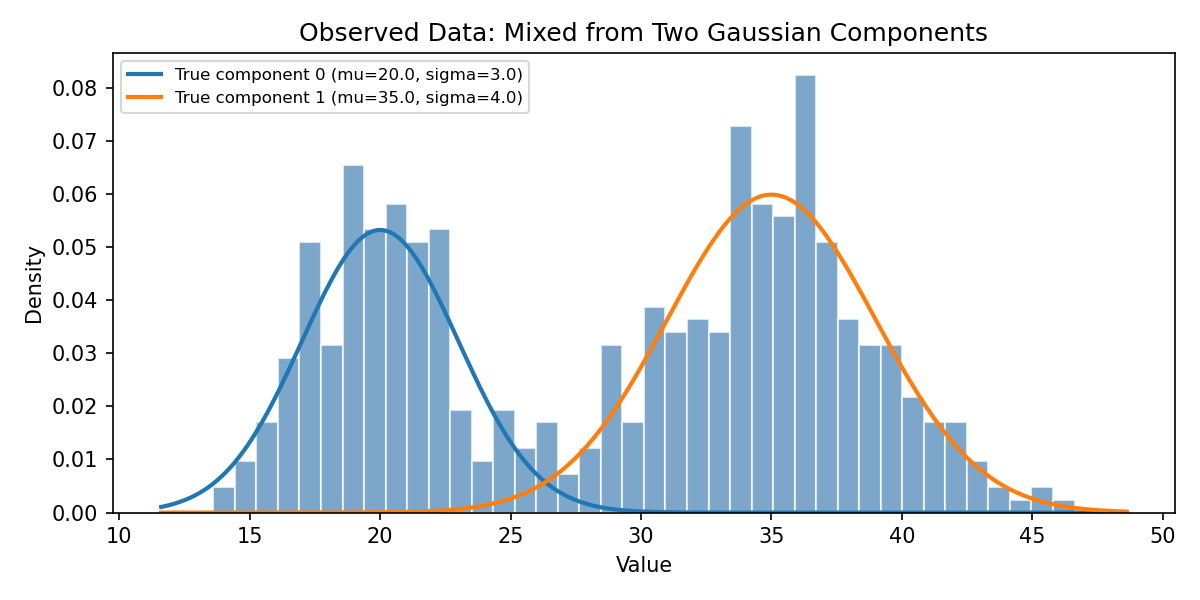 Observed Data: Mixed from Two Gaussian Components
True component 0 (mu=20.0, sigma=3.0)
True component 1 (mu=35.0, sigma=4.0)
Density
0.08
0.07
0.06
0.05
0.04
0.03
0.02
0.01
0.00
10 15 20 25 30 35 40 45 50
Value